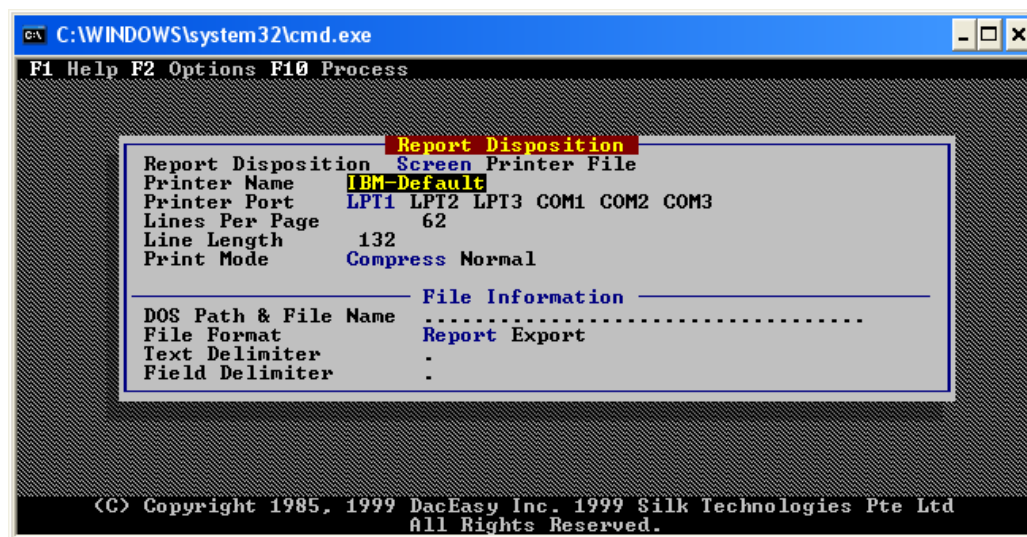 C:\WINDOWS\system32\cmd.exe
F1 Help F2 Options F10 Process
Report Disposition
Report Disposition Screen Printer File
Printer Name IBM-Default
Printer Port LPT1 LPT2 LPT3 COM1 COM2 COM3
Lines Per Page 62
Line Length 132
Print Mode Compress Normal
File Information
DOS Path & File Name ...................................
File Format Report Export
Text Delimiter .
Field Delimiter .
(C) Copyright 1985, 1999 DacEasy Inc. 1999 Silk Technologies Pte Ltd
All Rights Reserved.